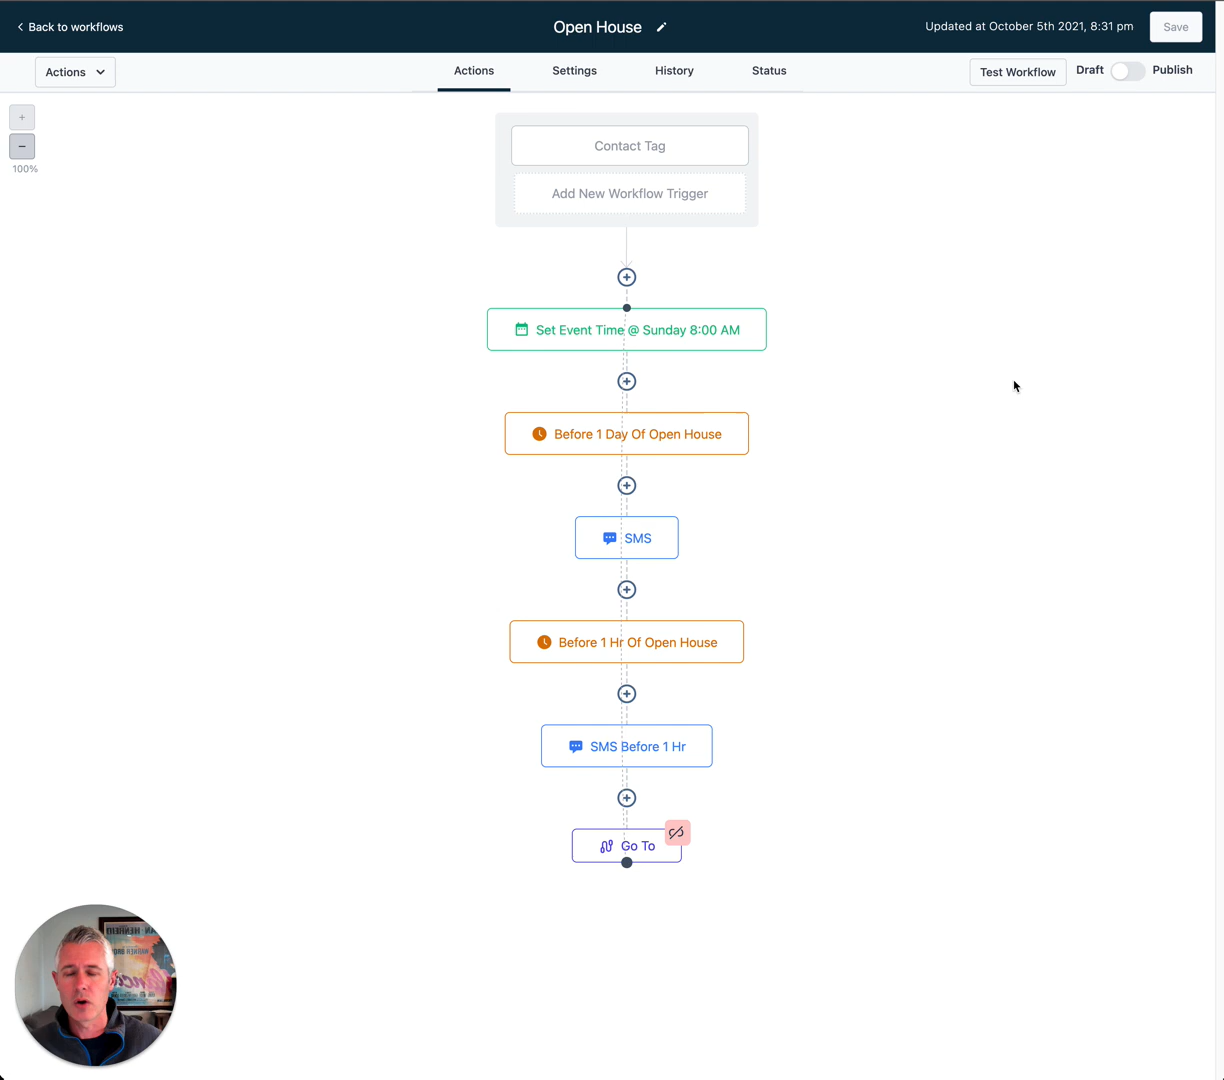 Back to workflows
Open House
Updated at October 5th 2021, 8:31 pm
Save
Actions
Actions
Settings
History
Status
Test Workflow
Draft
Publish
+
−
100%
Contact Tag
Add New Workflow Trigger
Set Event Time @ Sunday 8:00 AM
Before 1 Day Of Open House
SMS
Before 1 Hr Of Open House
SMS Before 1 Hr
Go To